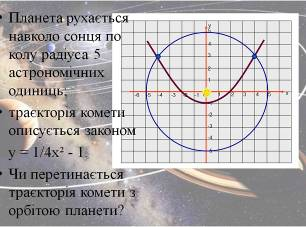 • Планета рухається
навколо сонця по
колу радіуса 5
астрономічних
одиниць;
• траєкторія комети
описується законом
y = 1/4x² - 1.
• Чи перетинається
траєкторія комети з
орбітою планети?